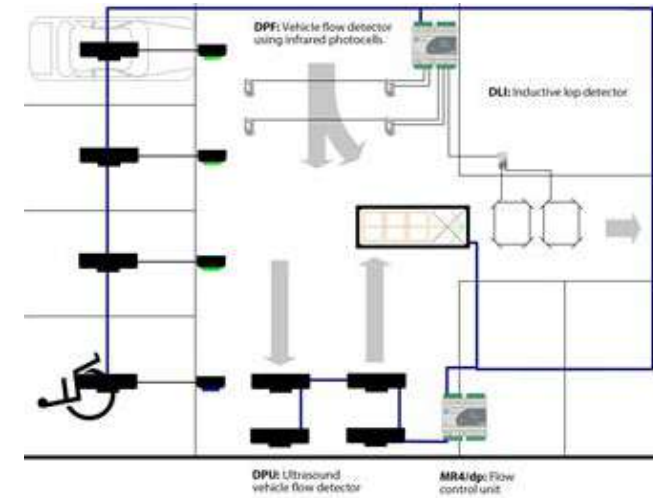 DPF: Vehicle flow detector
using infrared photocells.
DLI: Inductive lop detector
DPU: Ultrasound
vehicle flow detector
MR4/dp: Flow
control unit